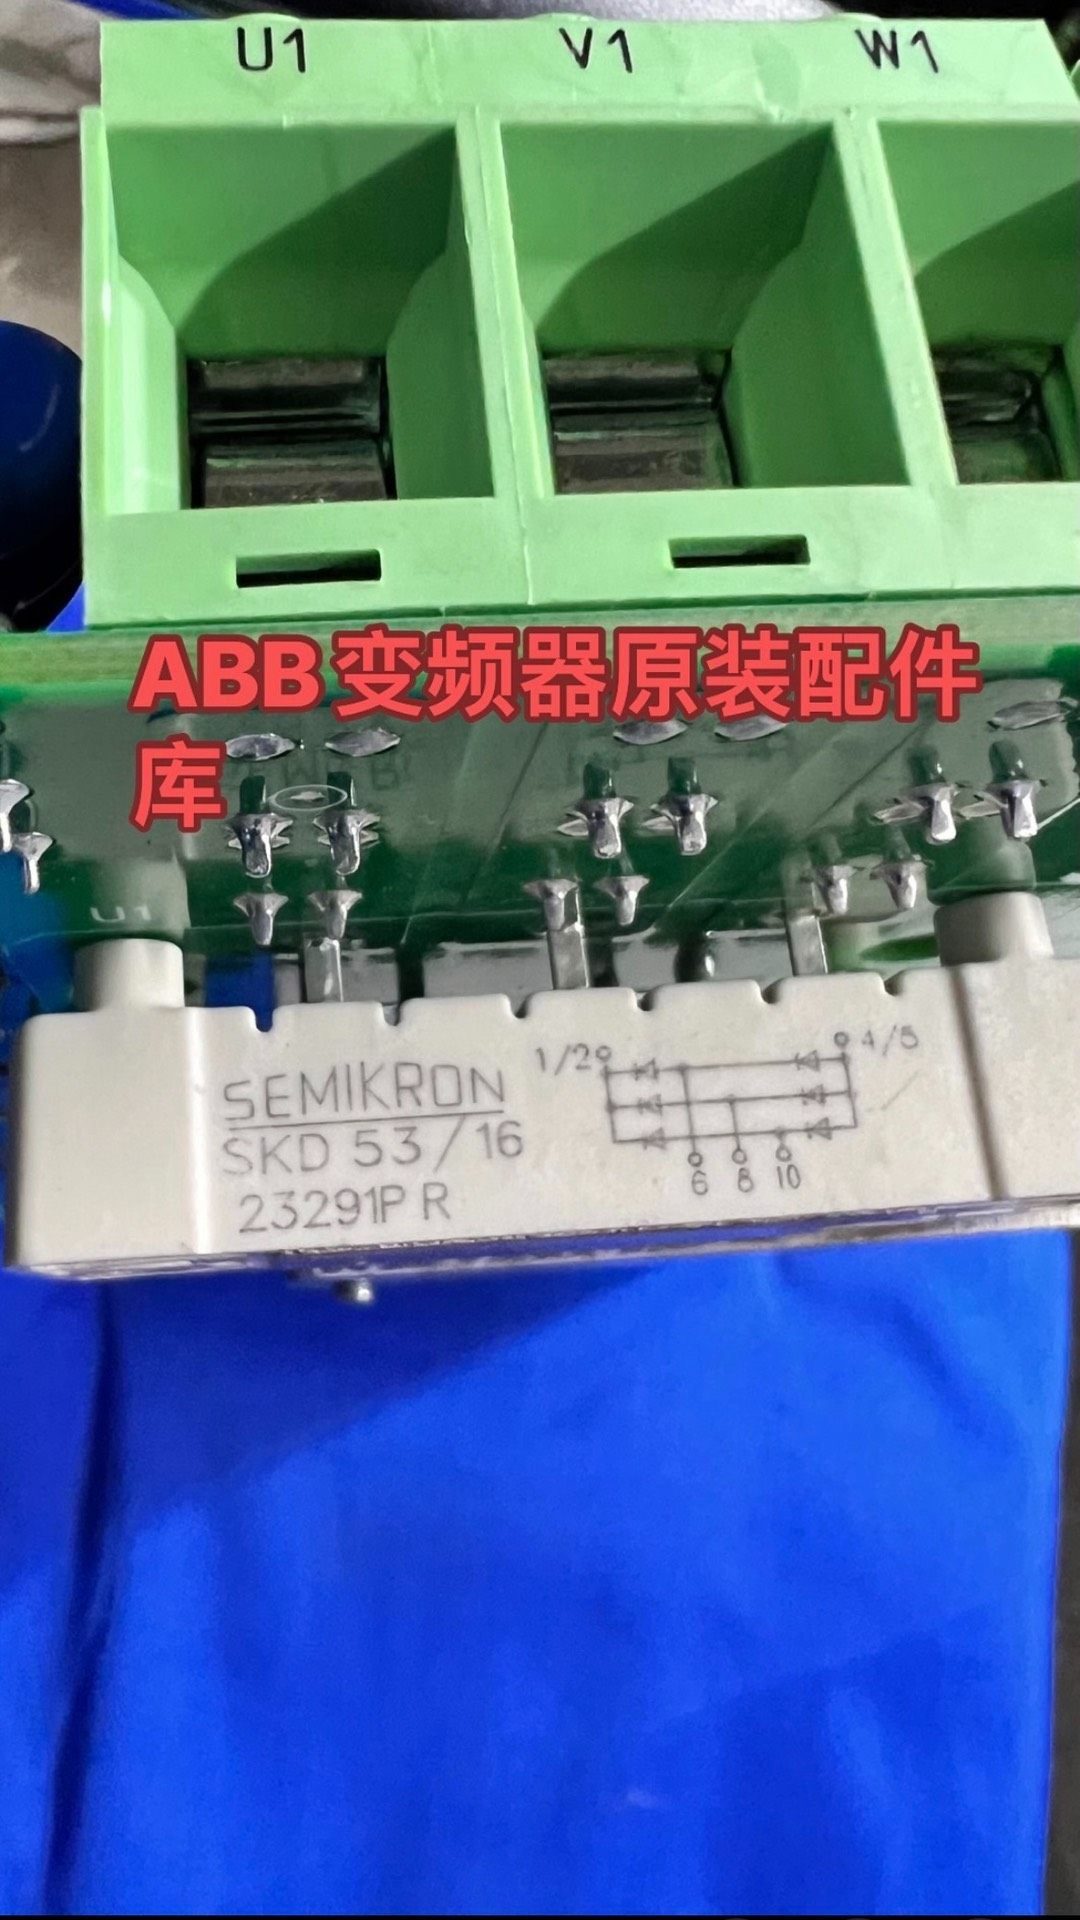 U1 V1 W1
ABB变频器原装配件
库
U1
SEMIKRON
SKD 53/16
23291P R
1/2 4/5
6 8 10